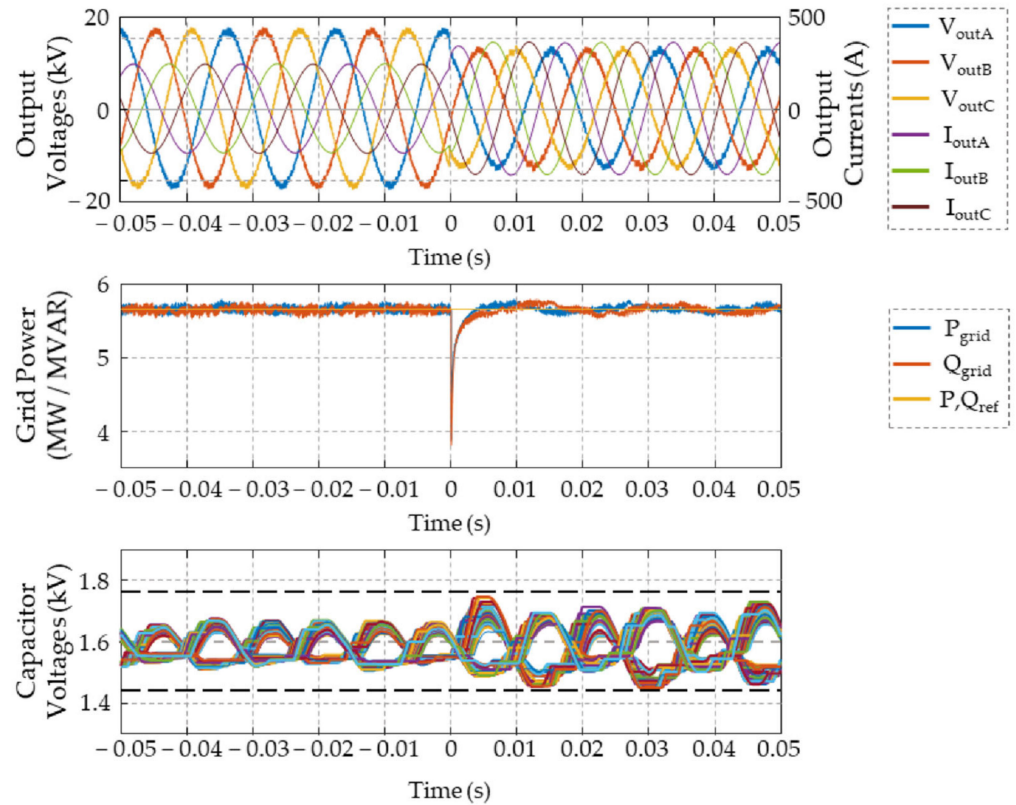 Output
Voltages (kV)
20
0
– 20
500
0
– 500
Output
Currents (A)
– 0.05 – 0.04 – 0.03 – 0.02 – 0.01 0 0.01 0.02 0.03 0.04 0.05
Time (s)
VoutA
VoutB
VoutC
IoutA
IoutB
IoutC
Grid Power
(MW / MVAR)
6
5
4
– 0.05 – 0.04 – 0.03 – 0.02 – 0.01 0 0.01 0.02 0.03 0.04 0.05
Time (s)
Pgrid
Qgrid
P,Qref
Capacitor
Voltages (kV)
1.8
1.6
1.4
– 0.05 – 0.04 – 0.03 – 0.02 – 0.01 0 0.01 0.02 0.03 0.04 0.05
Time (s)